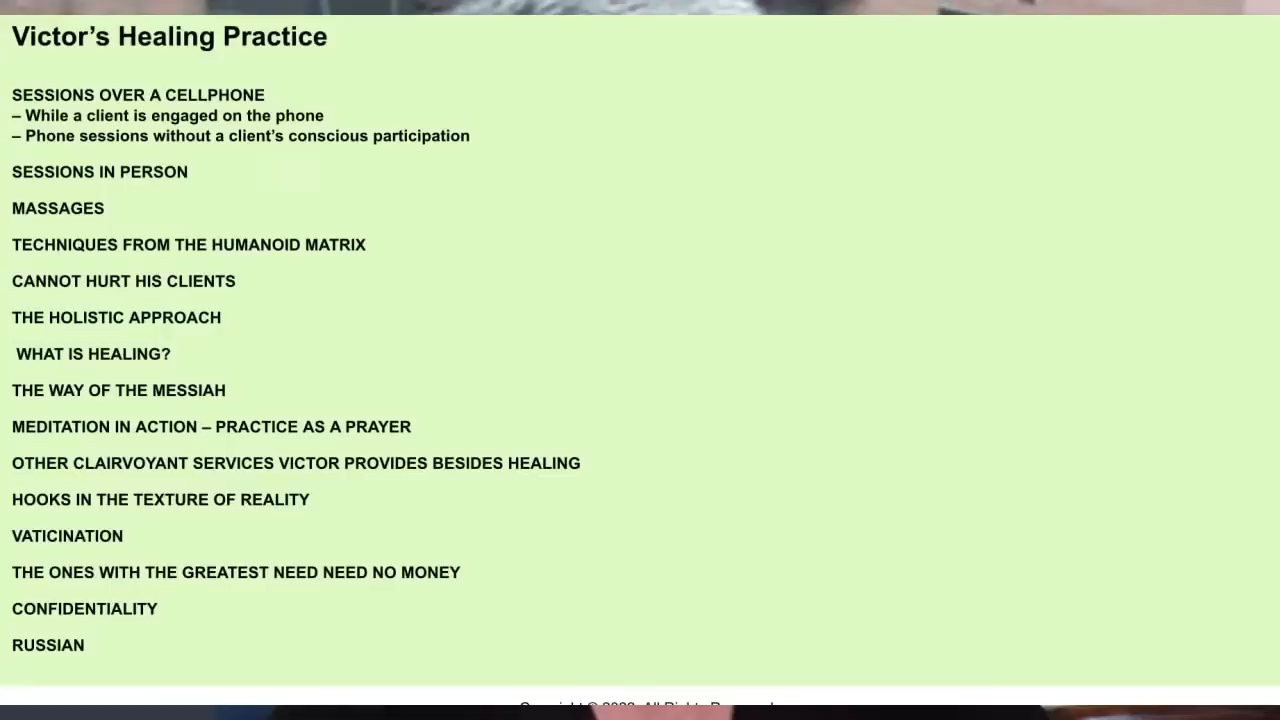 Victor’s Healing Practice
SESSIONS OVER A CELLPHONE
– While a client is engaged on the phone
– Phone sessions without a client’s conscious participation
SESSIONS IN PERSON
MASSAGES
TECHNIQUES FROM THE HUMANOID MATRIX
CANNOT HURT HIS CLIENTS
THE HOLISTIC APPROACH
WHAT IS HEALING?
THE WAY OF THE MESSIAH
MEDITATION IN ACTION – PRACTICE AS A PRAYER
OTHER CLAIRVOYANT SERVICES VICTOR PROVIDES BESIDES HEALING
HOOKS IN THE TEXTURE OF REALITY
VATICINATION
THE ONES WITH THE GREATEST NEED NEED NO MONEY
CONFIDENTIALITY
RUSSIAN